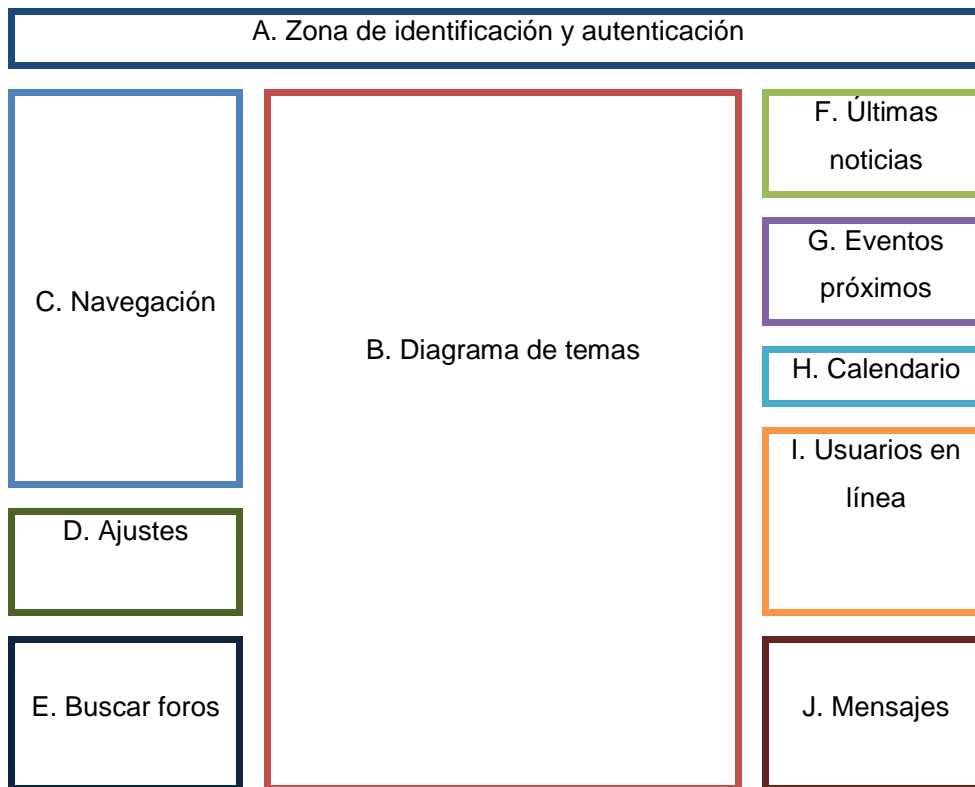 A. Zona de identificación y autenticación
C. Navegación
D. Ajustes
E. Buscar foros
B. Diagrama de temas
F. Últimas
noticias
G. Eventos
próximos
H. Calendario
I. Usuarios en
línea
J. Mensajes